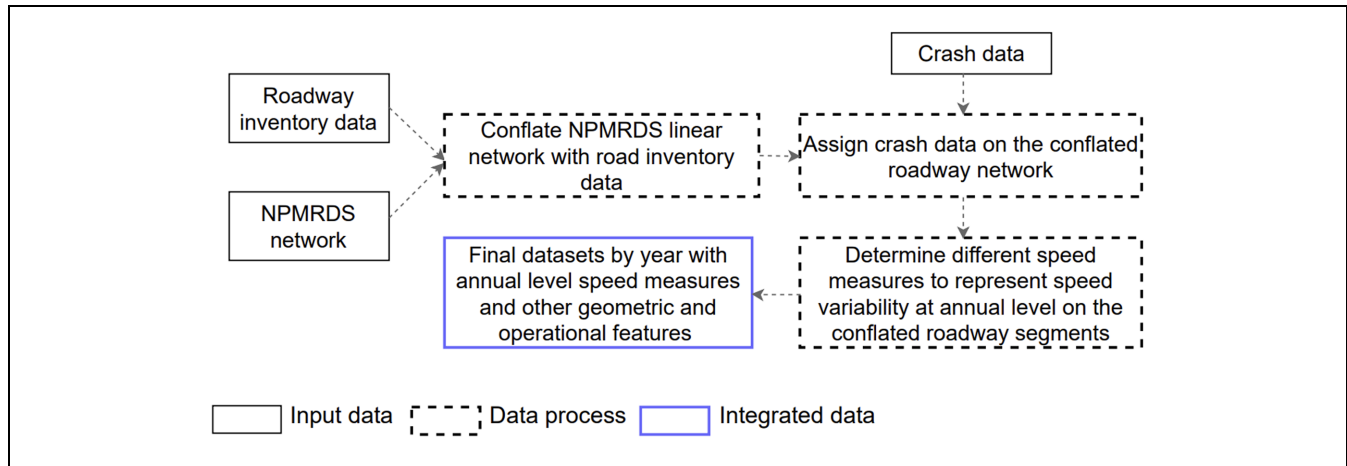 Crash data
Roadway
inventory data
Conflate NPMRDS linear
network with road inventory
data
Assign crash data on the conflated
roadway network
NPMRDS
network
Final datasets by year with
annual level speed measures
and other geometric and
operational features
Determine different speed
measures to represent speed
variability at annual level on the
conflated roadway segments
Input data
Data process
Integrated data